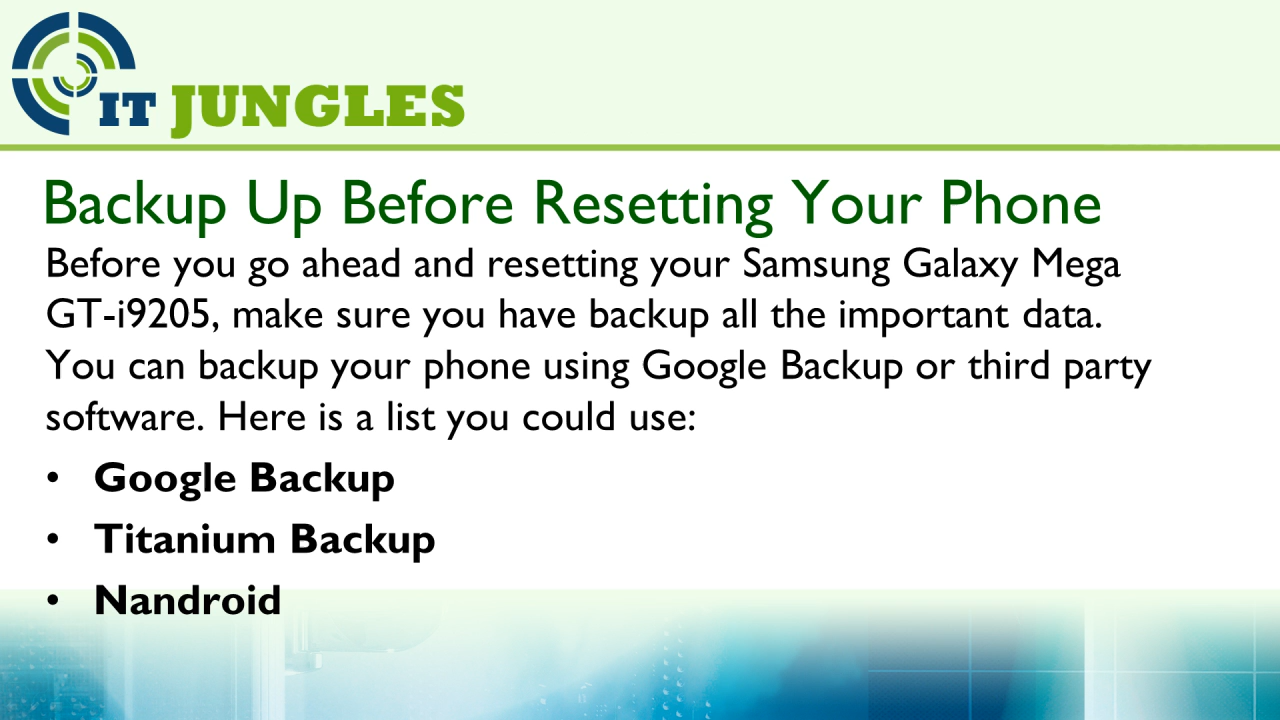 IT JUNGLES
Backup Up Before Resetting Your Phone
Before you go ahead and resetting your Samsung Galaxy Mega
GT-i9205, make sure you have backup all the important data.
You can backup your phone using Google Backup or third party
software. Here is a list you could use:
• Google Backup
• Titanium Backup
• Nandroid